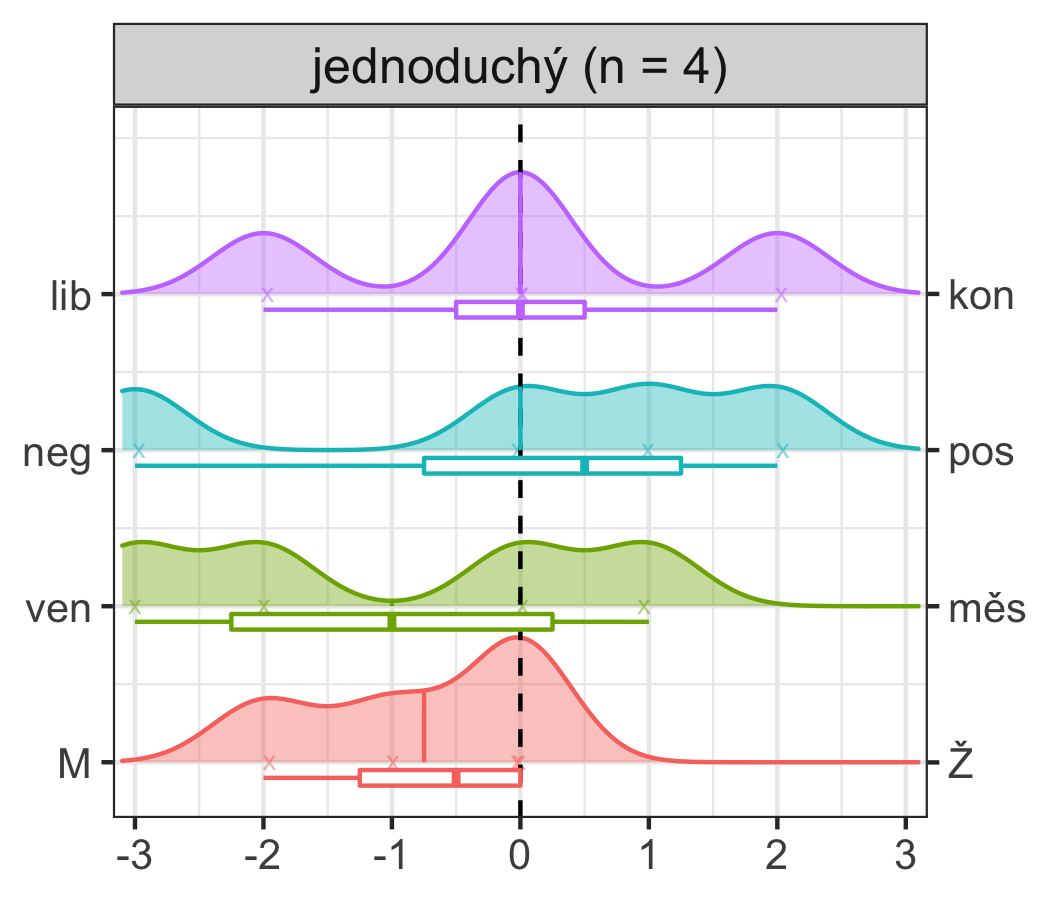 jednoduchý (n = 4)
lib kon
neg pos
ven měs
M Ž
-3 -2 -1 0 1 2 3